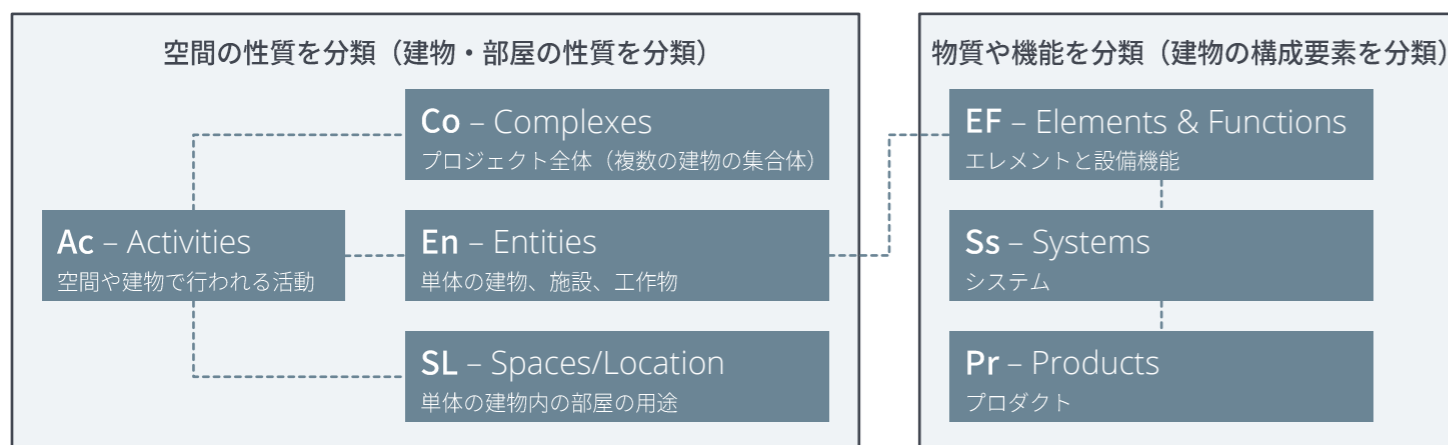 空間の性質を分類（建物・部屋の性質を分類）
Co – Complexes
プロジェクト全体（複数の建物の集合体）
Ac – Activities
空間や建物で行われる活動
En – Entities
単体の建物、施設、工作物
SL – Spaces/Location
単体の建物内の部屋の用途
物質や機能を分類（建物の構成要素を分類）
EF – Elements & Functions
エレメントと設備機能
Ss – Systems
システム
Pr – Products
プロダクト